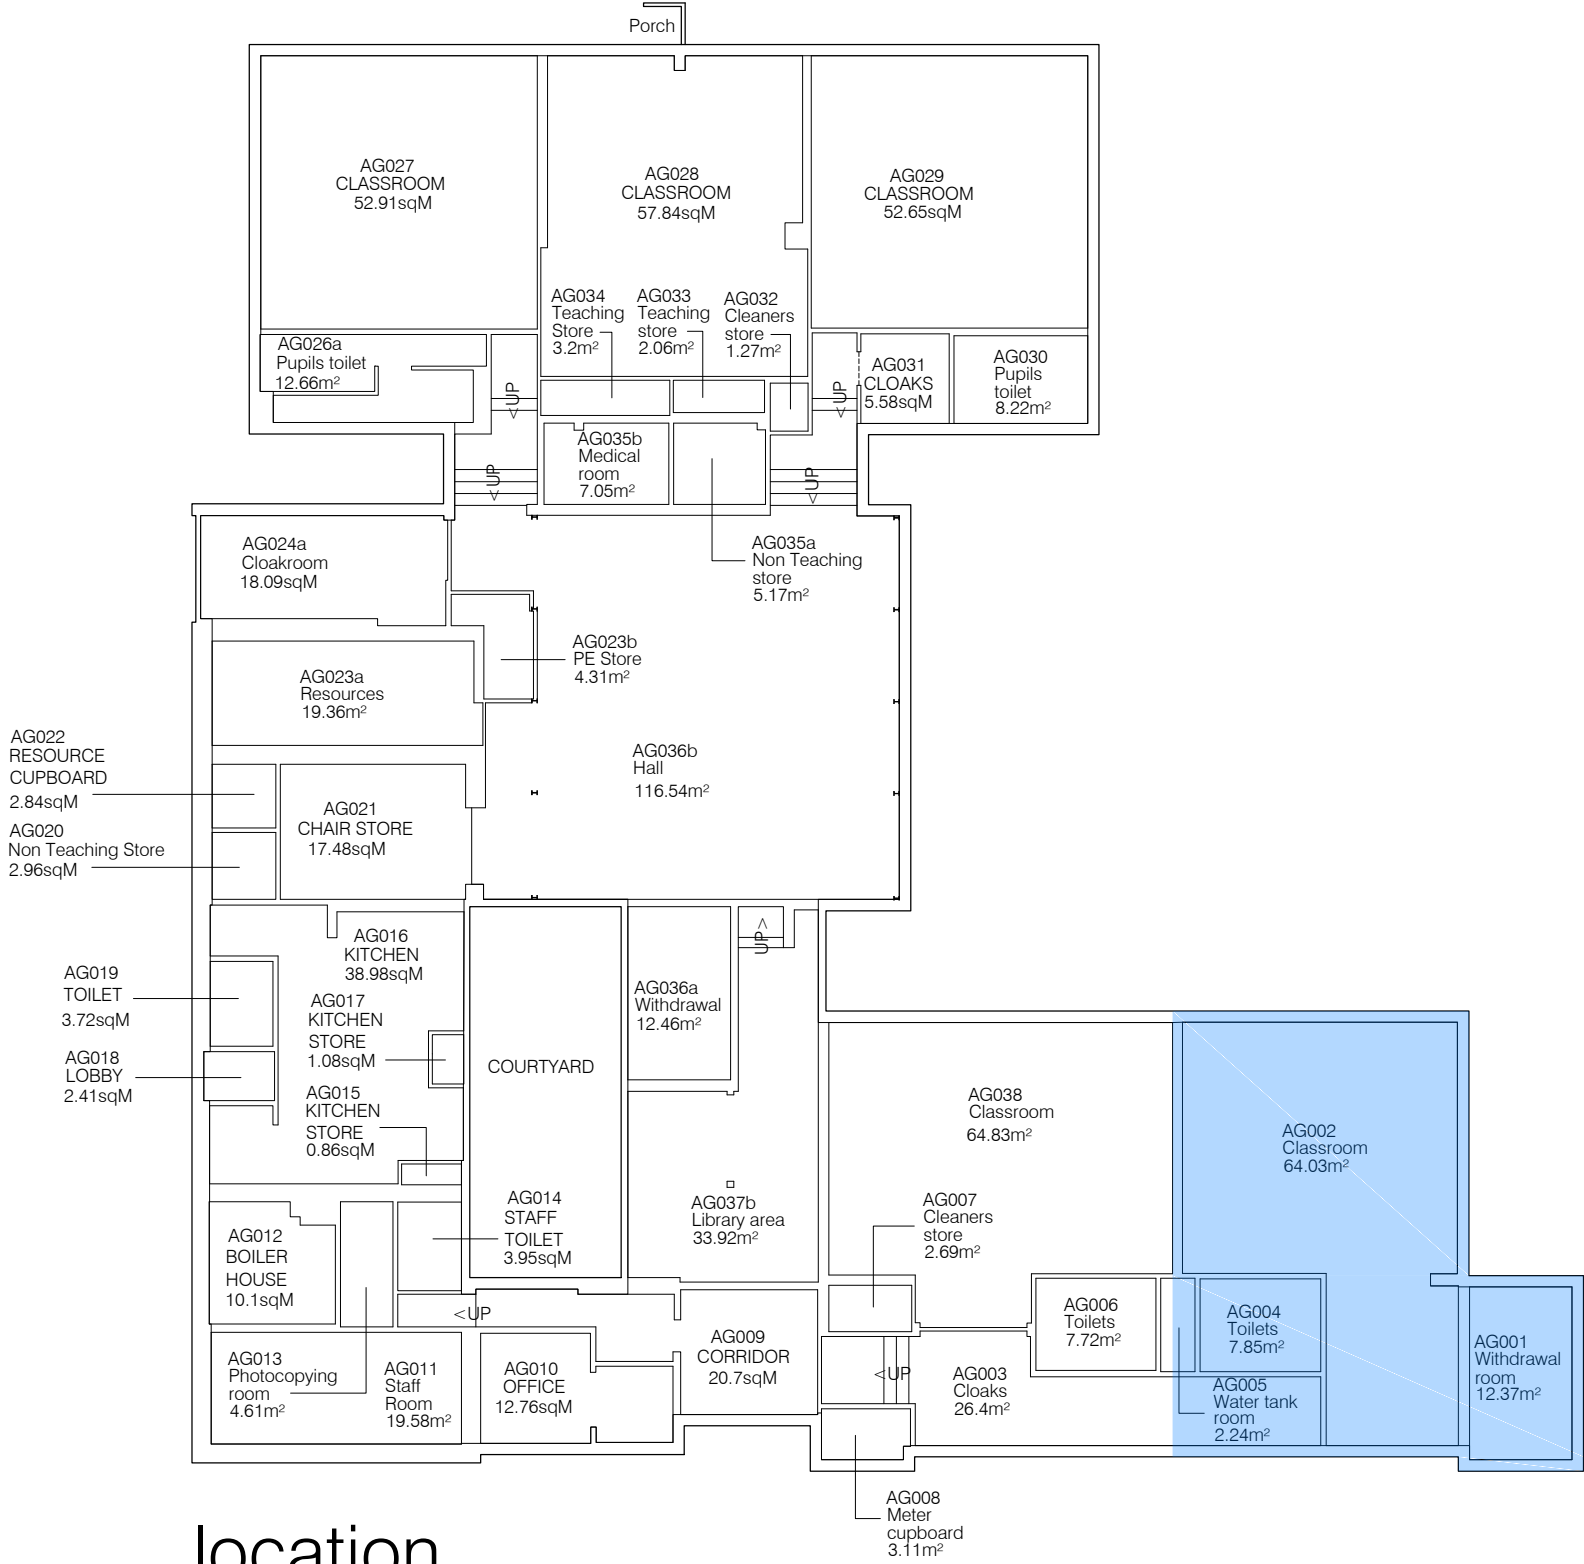 Porch
AG027
CLASSROOM
52.91sqM
AG028
CLASSROOM
57.84sqM
AG029
CLASSROOM
52.65sqM
AG034
Teaching
Store
3.2m²
AG033
Teaching
store
2.06m²
AG032
Cleaners
store
1.27m²
AG026a
Pupils toilet
12.66m²
<UP
<UP
AG031
CLOAKS
5.58sqM
AG030
Pupils
toilet
8.22m²
<UP
AG035b
Medical
room
7.05m²
<UP
AG024a
Cloakroom
18.09sqM
AG035a
Non Teaching
store
5.17m²
AG023b
PE Store
4.31m²
AG023a
Resources
19.36m²
AG022
RESOURCE
CUPBOARD
2.84sqM
AG036b
Hall
116.54m²
AG021
CHAIR STORE
17.48sqM
AG020
Non Teaching Store
2.96sqM
AG016
KITCHEN
38.98sqM
UP>
AG019
TOILET
3.72sqM
AG017
KITCHEN
STORE
1.08sqM
AG036a
Withdrawal
12.46m²
AG018
LOBBY
2.41sqM
COURTYARD
AG015
KITCHEN
STORE
0.86sqM
AG038
Classroom
64.83m²
AG002
Classroom
64.03m²
AG014
STAFF
TOILET
3.95sqM
AG037b
Library area
33.92m²
AG007
Cleaners
store
2.69m²
AG012
BOILER
HOUSE
10.1sqM
<UP
AG006
Toilets
7.72m²
AG004
Toilets
7.85m²
AG013
Photocopying
room
4.61m²
AG011
Staff
Room
19.58m²
AG010
OFFICE
12.76sqM
AG009
CORRIDOR
20.7sqM
<UP
AG003
Cloaks
26.4m²
AG005
Water tank
room
2.24m²
AG001
Withdrawal
room
12.37m²
AG008
Meter
cupboard
3.11m²
location